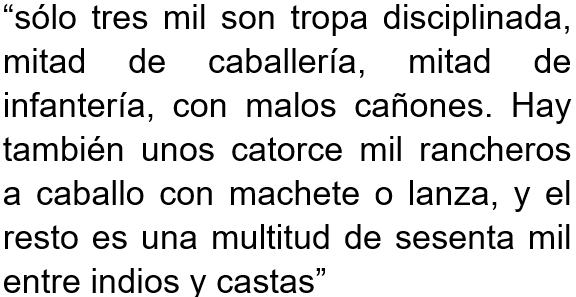 “sólo tres mil son tropa disciplinada,
mitad de caballería, mitad de
infantería, con malos cañones. Hay
también unos catorce mil rancheros
a caballo con machete o lanza, y el
resto es una multitud de sesenta mil
entre indios y castas”